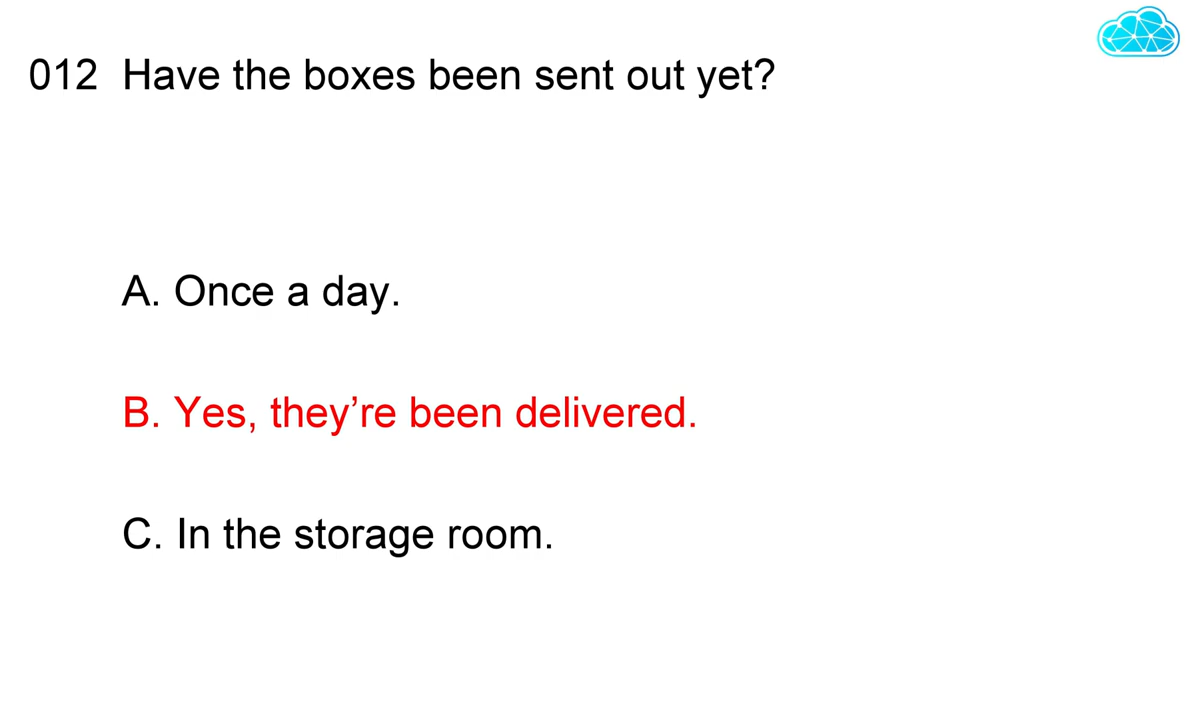 012 Have the boxes been sent out yet?
A. Once a day.
B. Yes, they’re been delivered.
C. In the storage room.